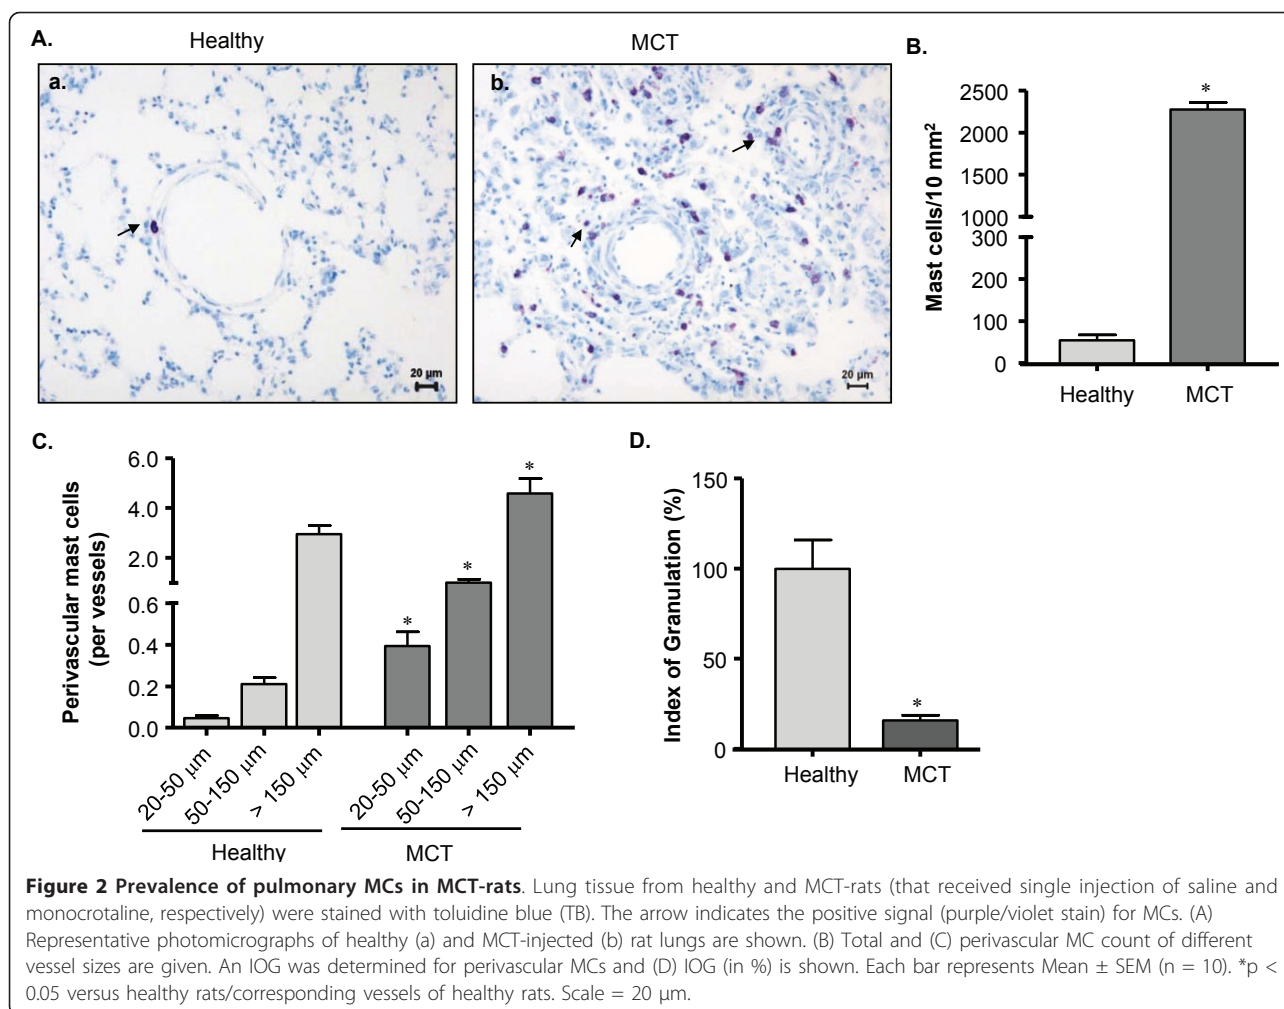 A.
Healthy
MCT
a.
20 µm
b.
20 µm
B.
Mast cells/10 mm²
2500
2000
1500
1000
300
200
100
0
*
Healthy
MCT
C.
Perivascular mast cells
(per vessels)
6.0
4.0
2.0
0.6
0.4
0.2
0.0
*
*
*
20-50 µm
50-150 µm
> 150 µm
20-50 µm
50-150 µm
> 150 µm
Healthy
MCT
D.
Index of Granulation (%)
150
100
50
0
*
Healthy
MCT
Figure 2 Prevalence of pulmonary MCs in MCT-rats. Lung tissue from healthy and MCT-rats (that received single injection of saline and
monocrotaline, respectively) were stained with toluidine blue (TB). The arrow indicates the positive signal (purple/violet stain) for MCs. (A)
Representative photomicrographs of healthy (a) and MCT-injected (b) rat lungs are shown. (B) Total and (C) perivascular MC count of different
vessel sizes are given. An IOG was determined for perivascular MCs and (D) IOG (in %) is shown. Each bar represents Mean ± SEM (n = 10). *p <
0.05 versus healthy rats/corresponding vessels of healthy rats. Scale = 20 µm.